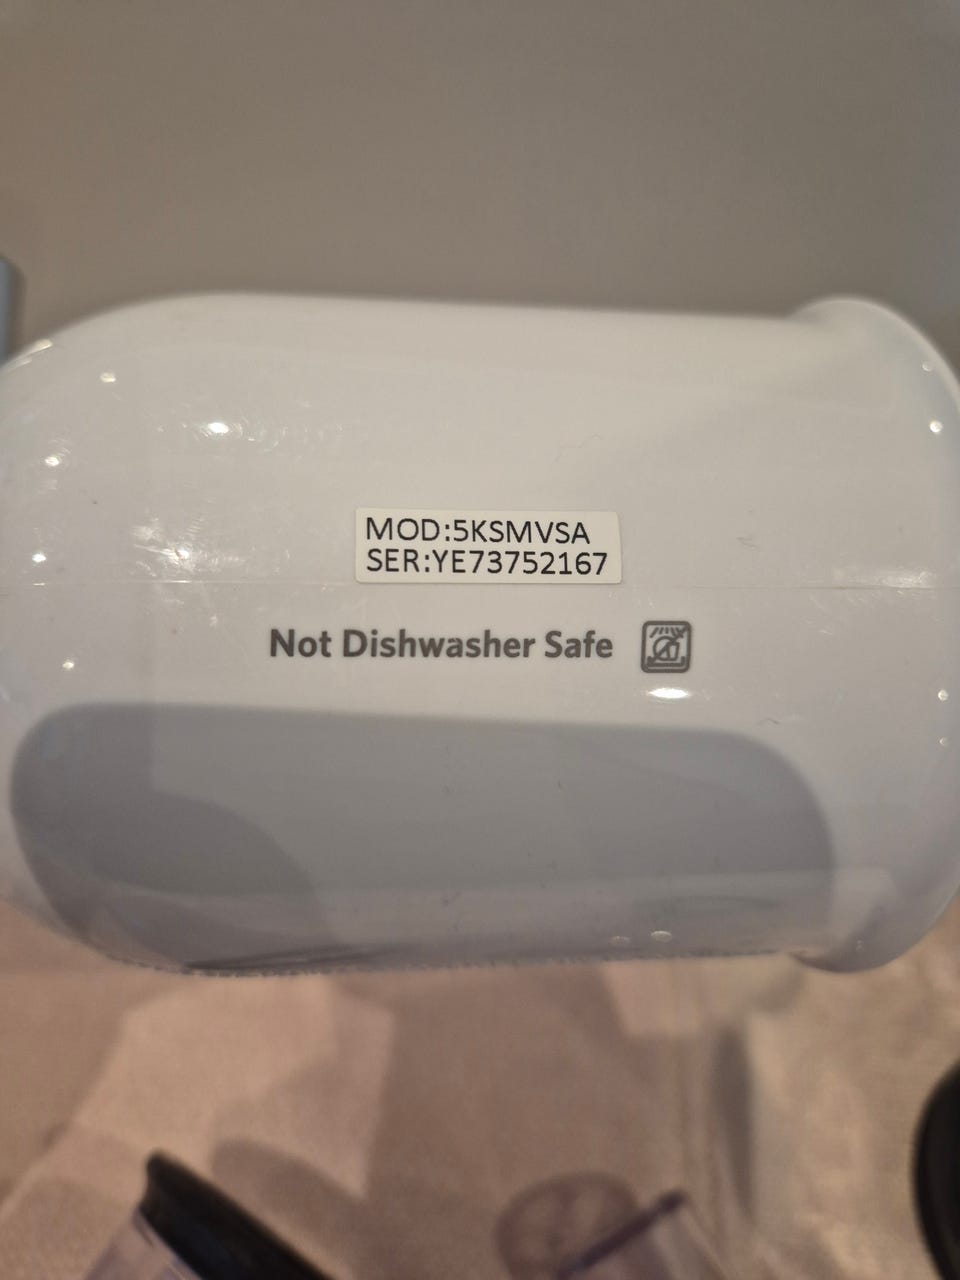 MOD:5KSMVSA
SER:YE73752167
Not Dishwasher Safe